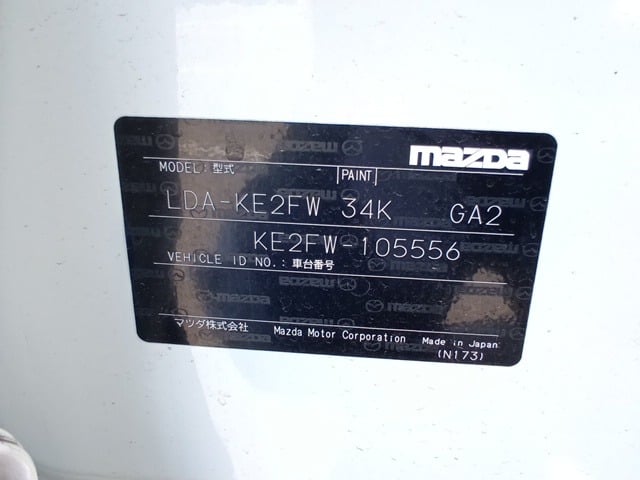 mazda
MODEL:型式 PAINT
LDA-KE2FW 34K GA2
KE2FW-105556
VEHICLE ID NO.:車台番号
マツダ株式会社 Mazda Motor Corporation Made in Japan
(N173)